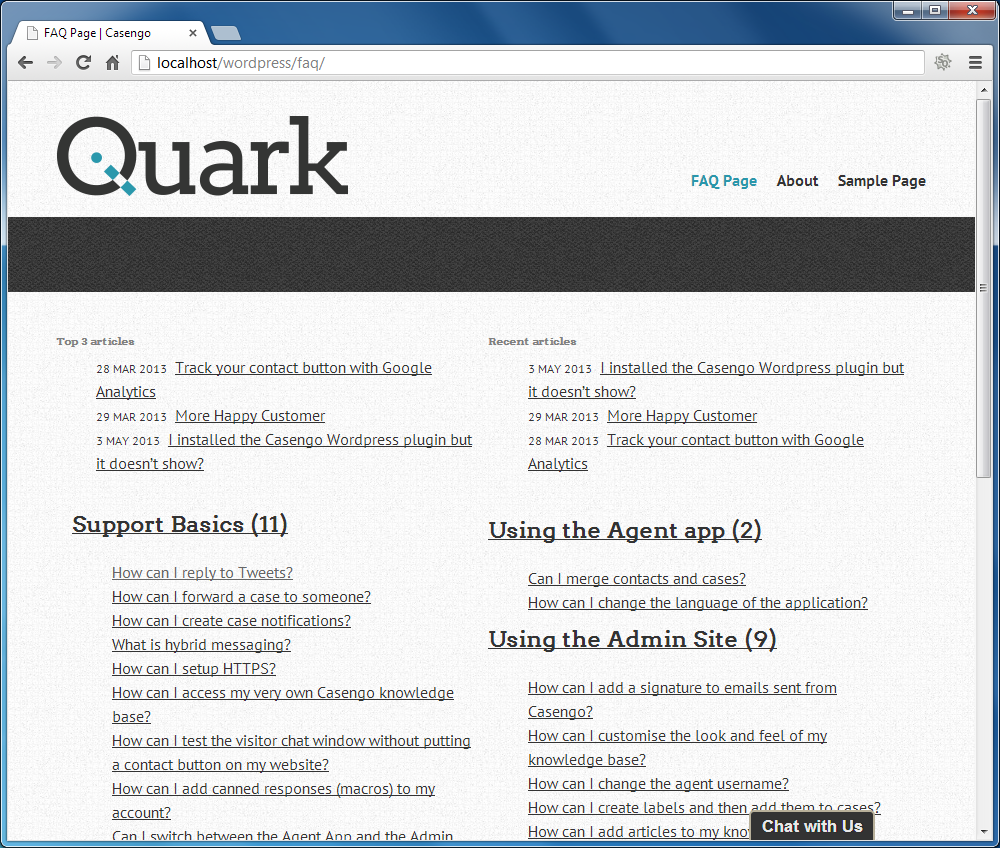 FAQ Page | Casengo
localhost/wordpress/faq/
Quark
FAQ Page About Sample Page
Top 3 articles
28 MAR 2013 Track your contact button with Google
Analytics
29 MAR 2013 More Happy Customer
3 MAY 2013 I installed the Casengo Wordpress plugin but
it doesn't show?
Recent articles
3 MAY 2013 I installed the Casengo Wordpress plugin but
it doesn't show?
29 MAR 2013 More Happy Customer
28 MAR 2013 Track your contact button with Google
Analytics
Support Basics (11)
How can I reply to Tweets?
How can I forward a case to someone?
How can I create case notifications?
What is hybrid messaging?
How can I setup HTTPS?
How can I access my very own Casengo knowledge
base?
How can I test the visitor chat window without putting
a contact button on my website?
How can I add canned responses (macros) to my
account?
Can I switch between the Agent App and the Admin
Using the Agent app (2)
Can I merge contacts and cases?
How can I change the language of the application?
Using the Admin Site (9)
How can I add a signature to emails sent from
Casengo?
How can I customise the look and feel of my
knowledge base?
How can I change the agent username?
How can I create labels and then add them to cases?
How can I add articles to my
Chat with Us